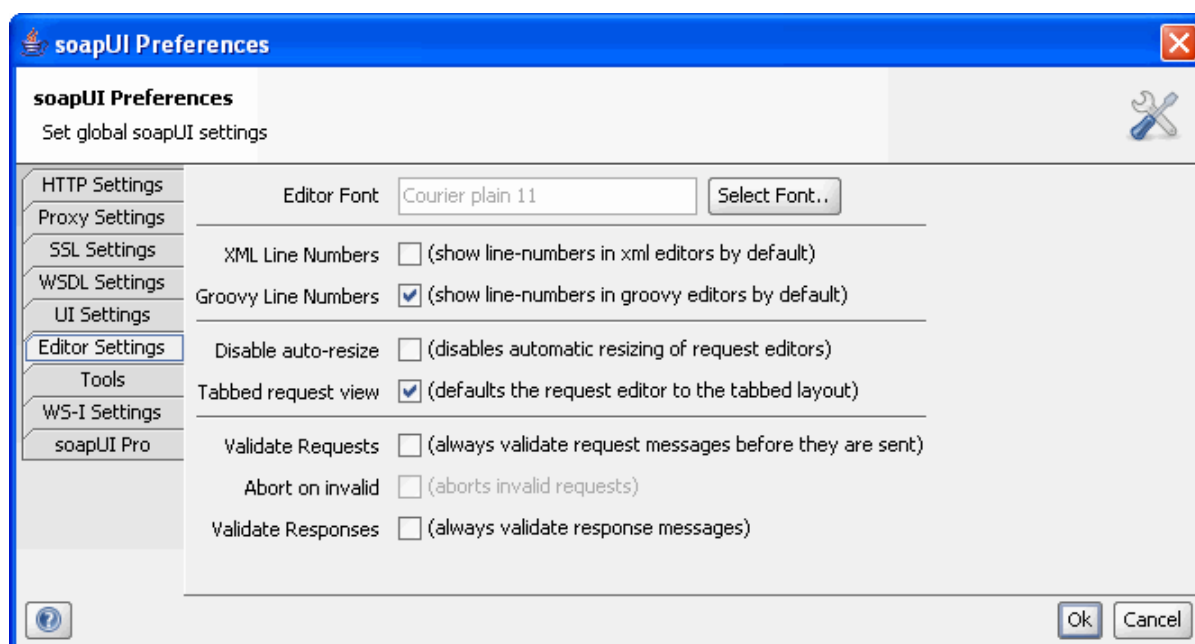 soapUI Preferences
soapUI Preferences
Set global soapUI settings
HTTP Settings
Proxy Settings
SSL Settings
WSDL Settings
UI Settings
Editor Settings
Tools
WS-I Settings
soapUI Pro
Editor Font Courier plain 11 Select Font..
XML Line Numbers (show line-numbers in xml editors by default)
Groovy Line Numbers (show line-numbers in groovy editors by default)
Disable auto-resize (disables automatic resizing of request editors)
Tabbed request view (defaults the request editor to the tabbed layout)
Validate Requests (always validate request messages before they are sent)
Abort on invalid (aborts invalid requests)
Validate Responses (always validate response messages)
? Ok Cancel